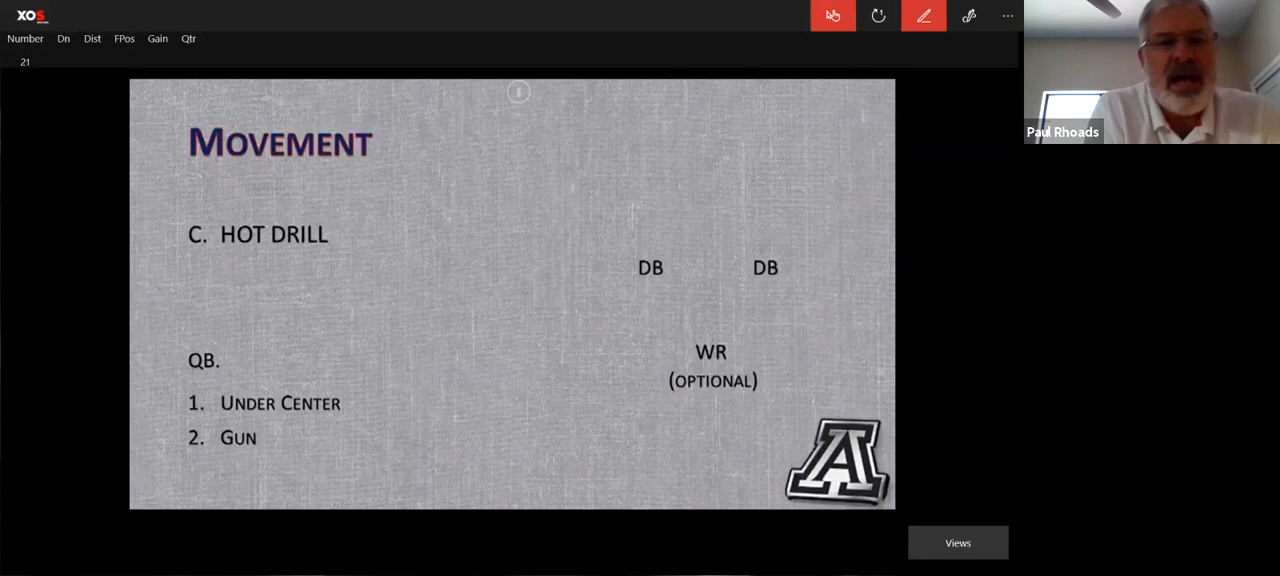 XOS
Number Dn Dist FPos Gain Qtr
21
Paul Rhoads
MOVEMENT
C. HOT DRILL
DB DB
QB.
WR
(OPTIONAL)
1. UNDER CENTER
2. GUN
A
Views